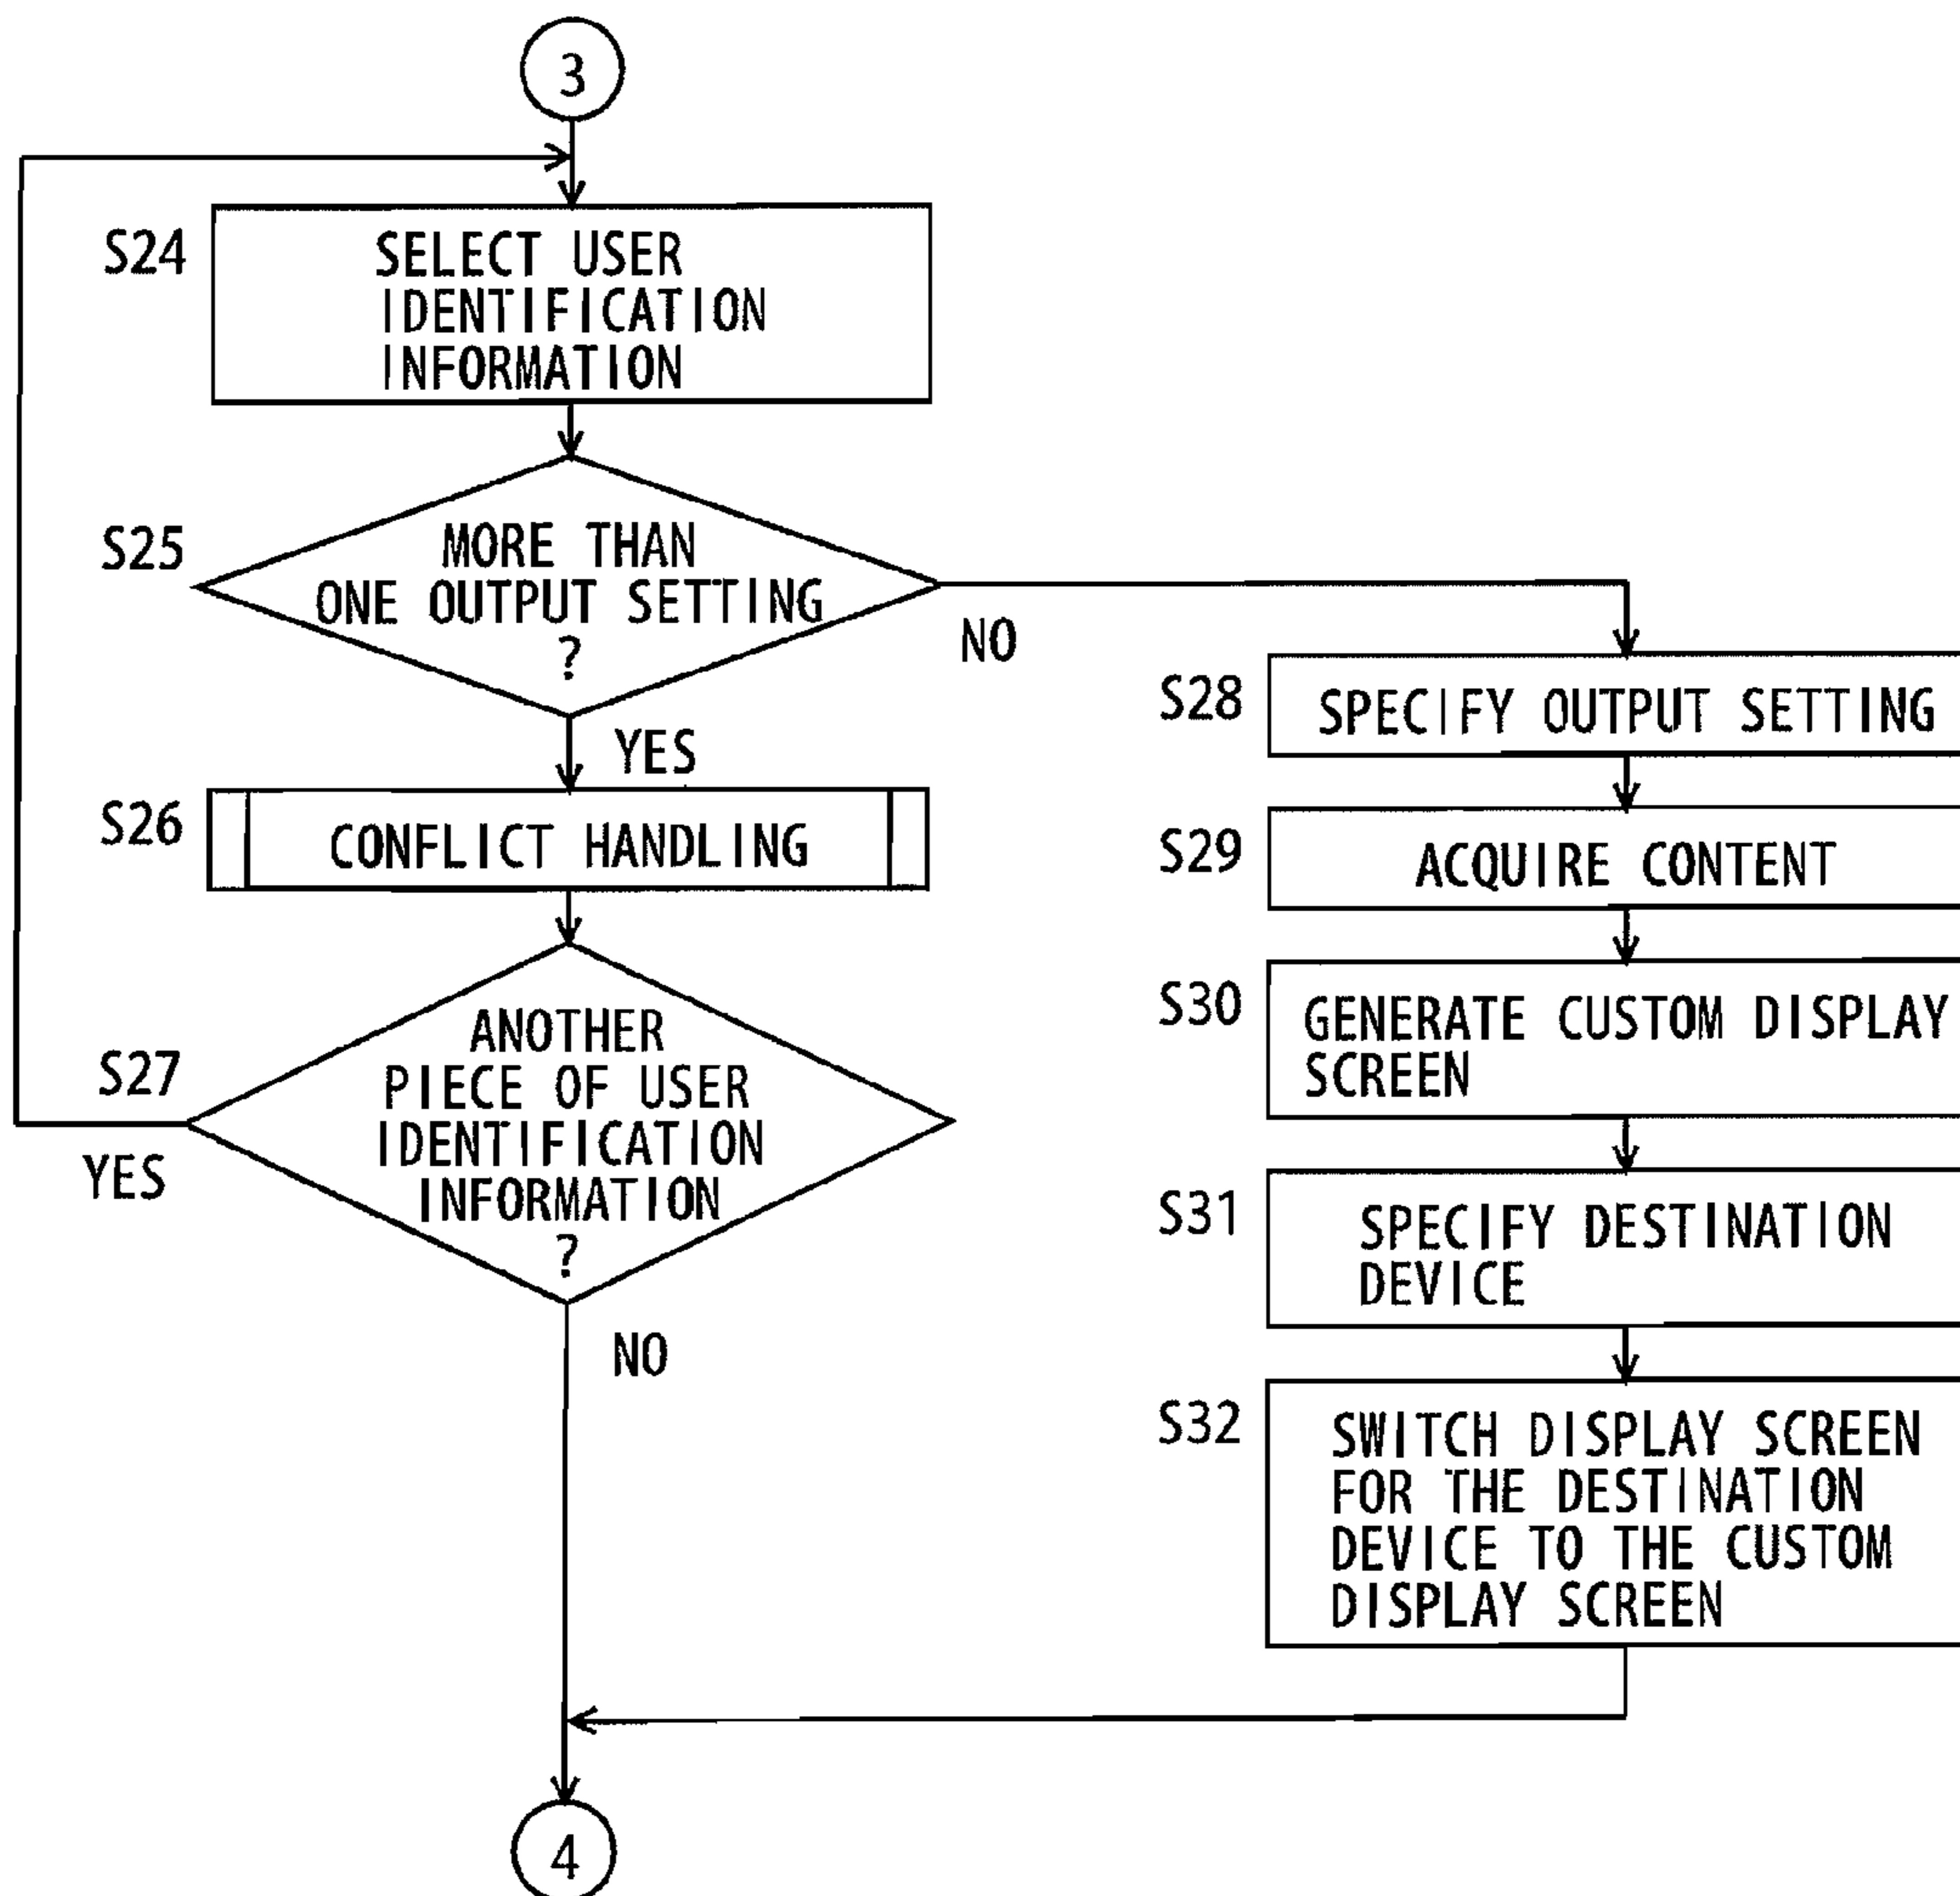 3
S24
SELECT USER
IDENTIFICATION
INFORMATION
S25
MORE THAN
ONE OUTPUT SETTING
?
NO
YES
S26
CONFLICT HANDLING
S27
ANOTHER
PIECE OF USER
IDENTIFICATION
INFORMATION
?
YES
NO
S28
SPECIFY OUTPUT SETTING
S29
ACQUIRE CONTENT
S30
GENERATE CUSTOM DISPLAY
SCREEN
S31
SPECIFY DESTINATION
DEVICE
S32
SWITCH DISPLAY SCREEN
FOR THE DESTINATION
DEVICE TO THE CUSTOM
DISPLAY SCREEN
4